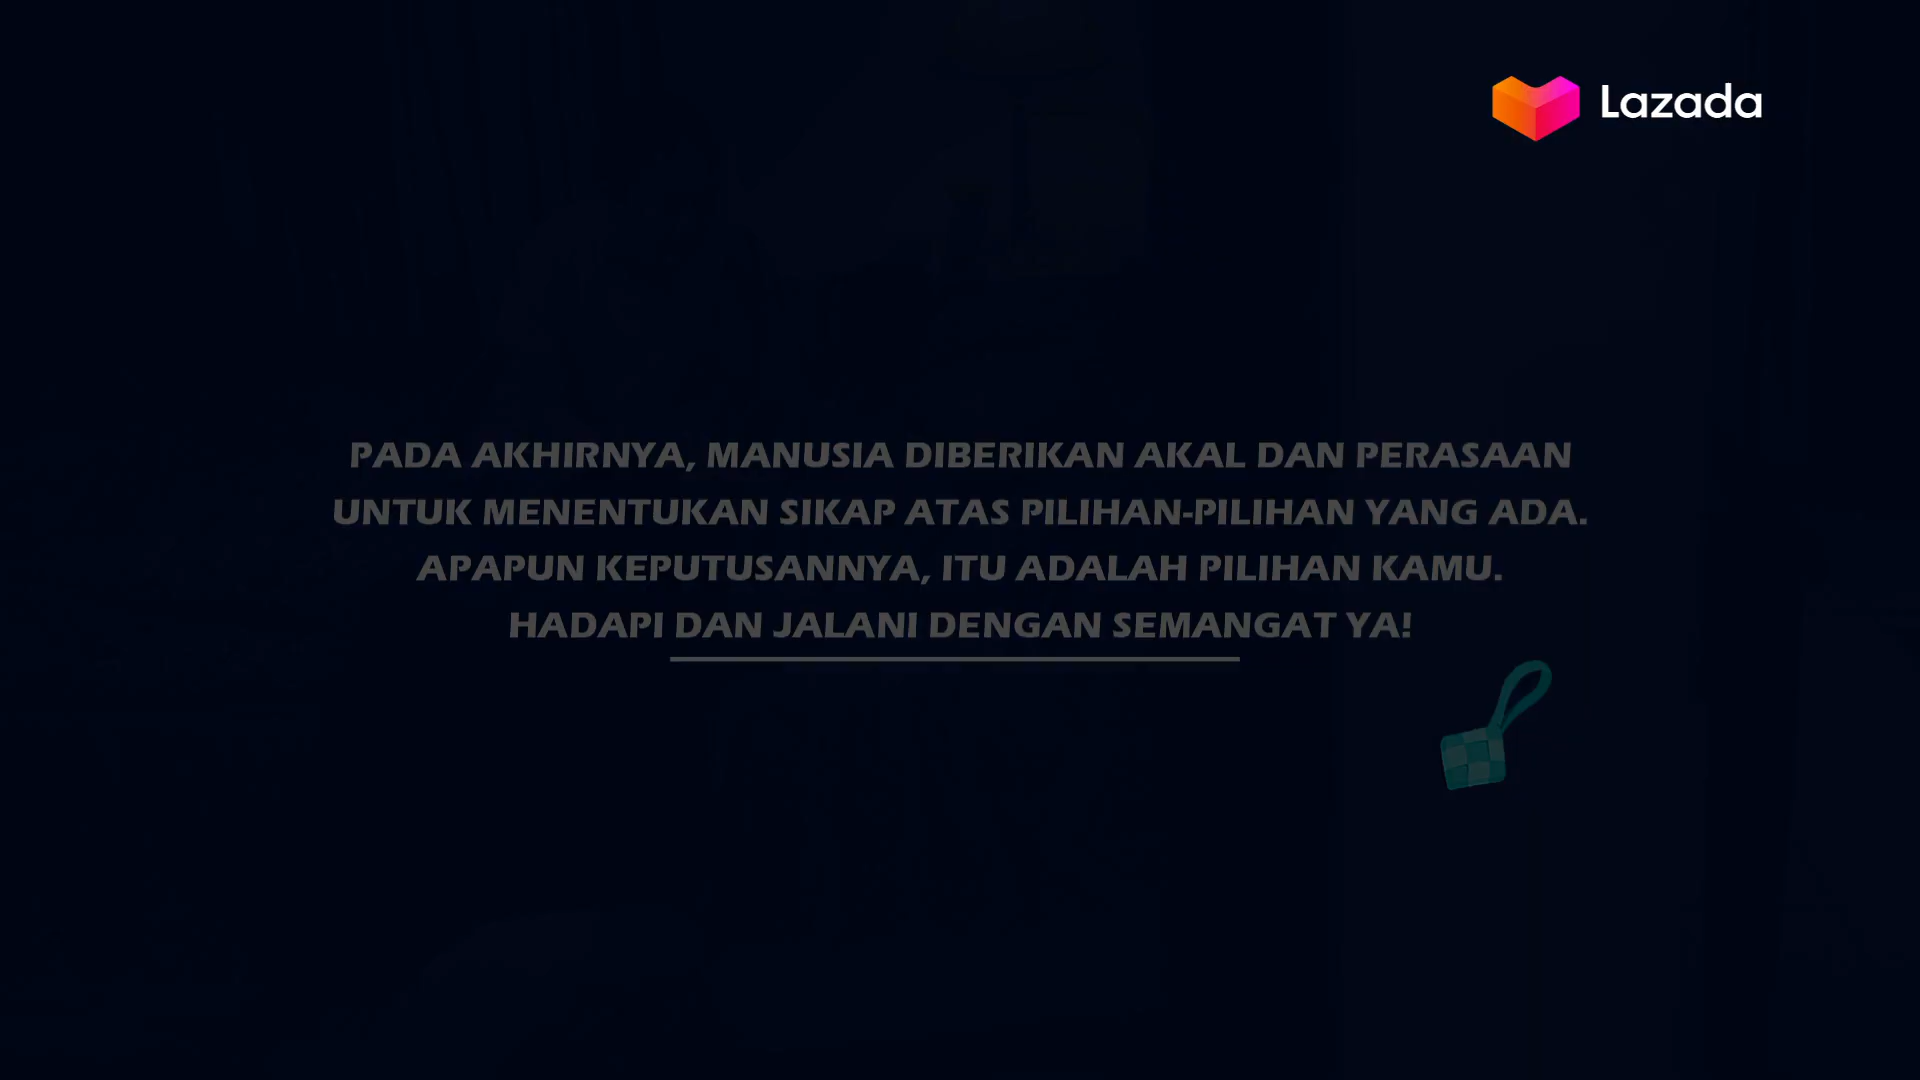 Lazada
PADA AKHIRNYA, MANUSIA DIBERIKAN AKAL DAN PERASAAN
UNTUK MENENTUKAN SIKAP ATAS PILIHAN-PILIHAN YANG ADA.
APAPUN KEPUTUSANNYA, ITU ADALAH PILIHAN KAMU.
HADAPI DAN JALANI DENGAN SEMANGAT YA!